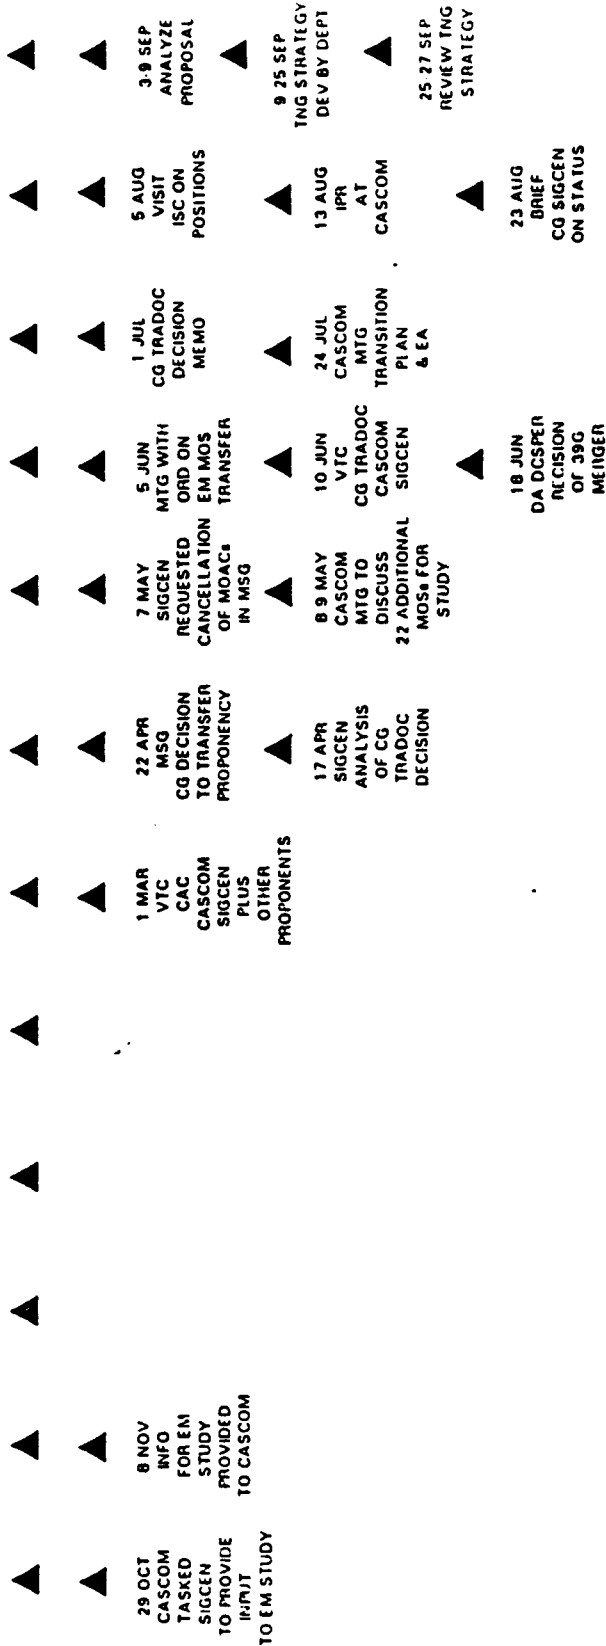 29 OCT
CASCOM
TASKED
SIGCEN
TO PROVIDE
INPUT
TO EM STUDY
8 NOV
INFO
FOR EM
STUDY
PROVIDED
TO CASCOM
1 MAR
VTC
CAC
CASCOM
SIGCEN
PLUS
OTHER
PROPONENTS
22 APR
MSG
CG DECISION
TO TRANSFER
PROPONENCY
17 APR
SIGCEN
ANALYSIS
OF CG
TRADOC
DECISION
7 MAY
SIGCEN
REQUESTED
CANCELLATION
OF MOACs
IN MSG
8 9 MAY
CASCOM
MTG TO
DISCUSS
22 ADDITIONAL
MOSs FOR
STUDY
5 JUN
MTG WITH
ORD ON
EM MOS
TRANSFER
10 JUN
VTC
CG TRADOC
CASCOM
SIGCEN
18 JUN
DA DCSPER
RECISION
OF 39G
MERGER
1 JUL
CG TRADOC
DECISION
MEMO
24 JUL
CASCOM
MTG
TRANSITION
PLAN
& EA
5 AUG
VISIT
ISC ON
POSITIONS
13 AUG
IPR
AT
CASCOM
23 AUG
BRIEF
CG SIGCEN
ON STATUS
3-9 SEP
ANALYZE
PROPOSAL
9 25 SEP
TNG STRATEGY
DEV BY DEPT
25-27 SEP
REVIEW TNG
STRATEGY